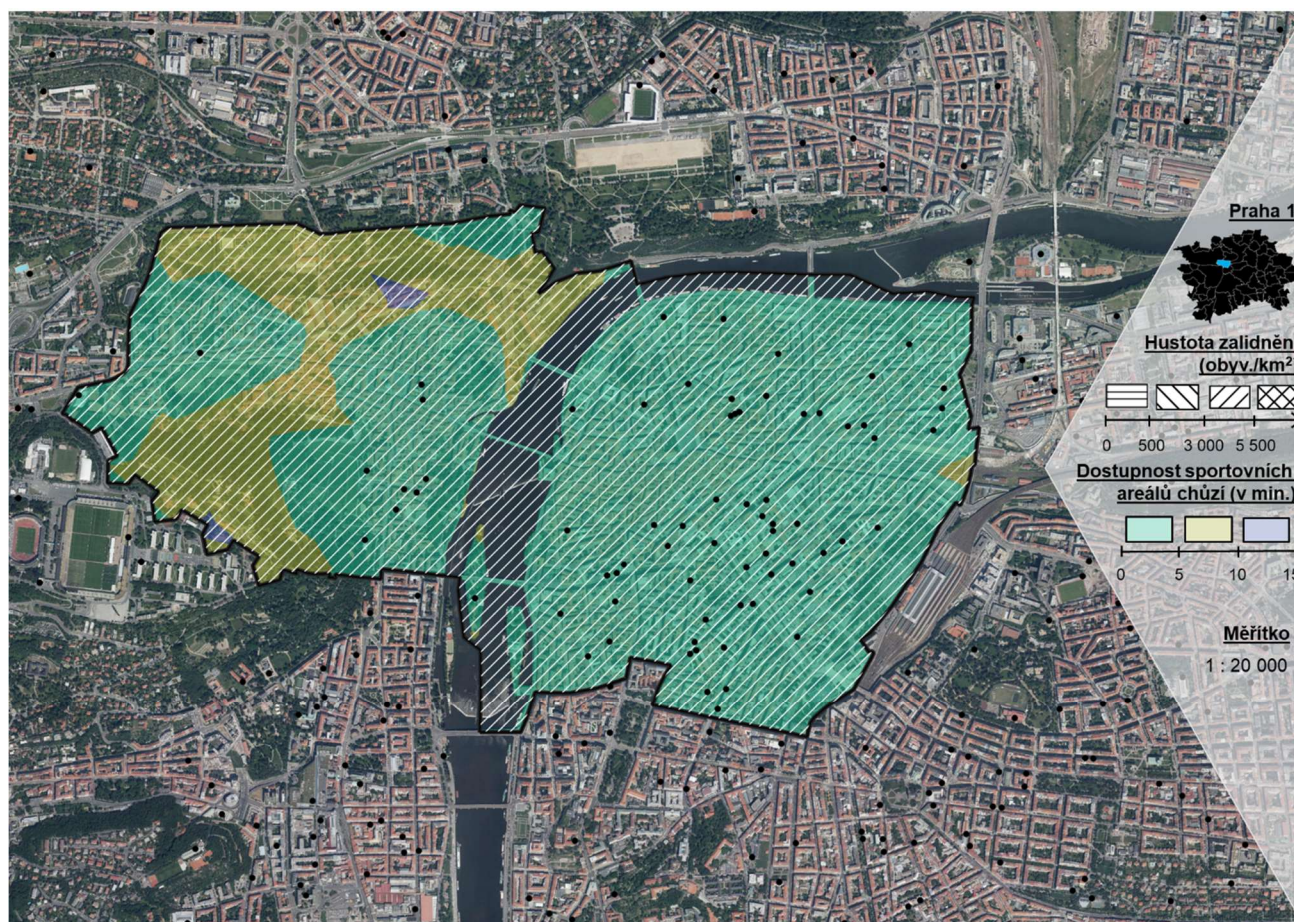 Praha 1
Hustota zalidněn
(obyv./km²
0 500 3 000 5 500
Dostupnost sportovních
areálů chůzí (v min.)
0 5 10 15
Měřítko
1 : 20 000